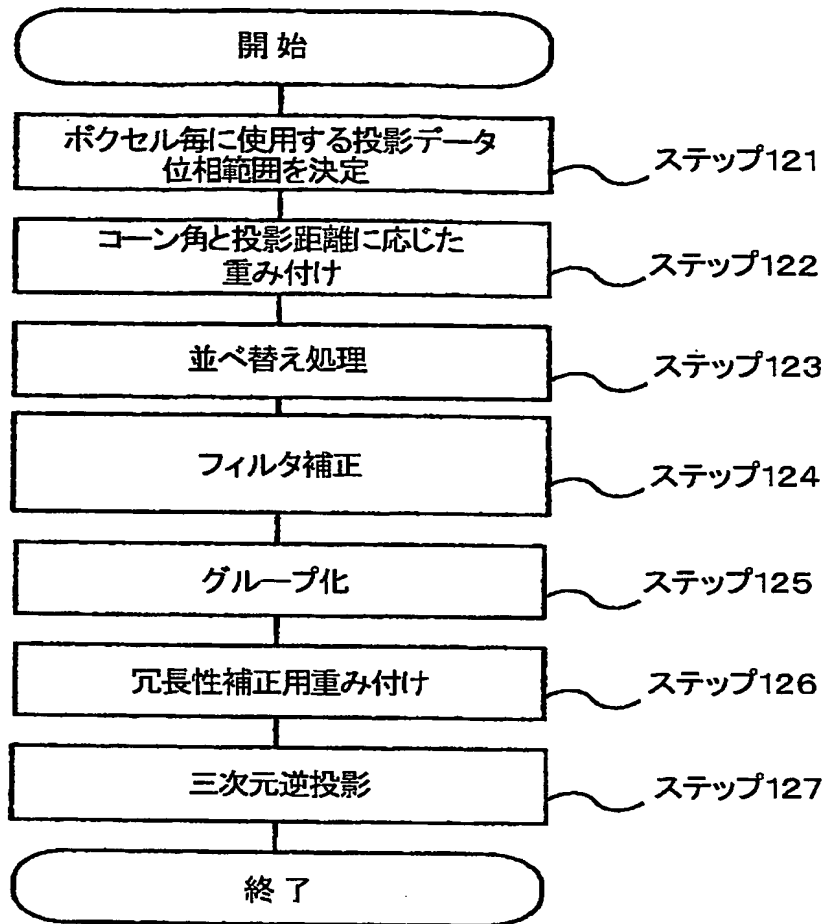 開始
ボクセル毎に使用する投影データ
位相範囲を決定
ステップ121
コーン角と投影距離に応じた
重み付け
ステップ122
並べ替え処理
ステップ123
フィルタ補正
ステップ124
グループ化
ステップ125
冗長性補正用重み付け
ステップ126
三次元逆投影
ステップ127
終了